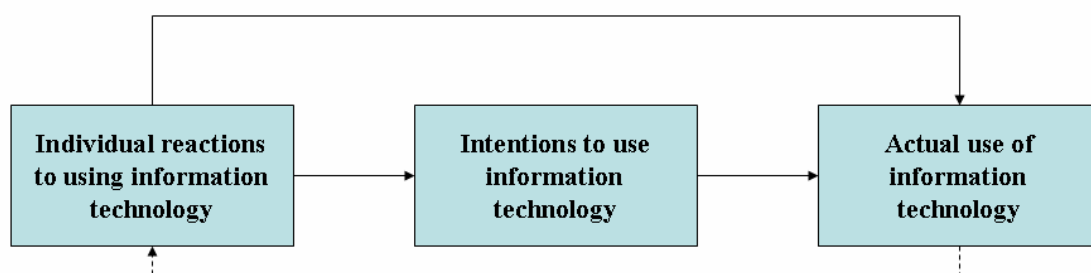 Individual reactions
to using information
technology
Intentions to use
information
technology
Actual use of
information
technology